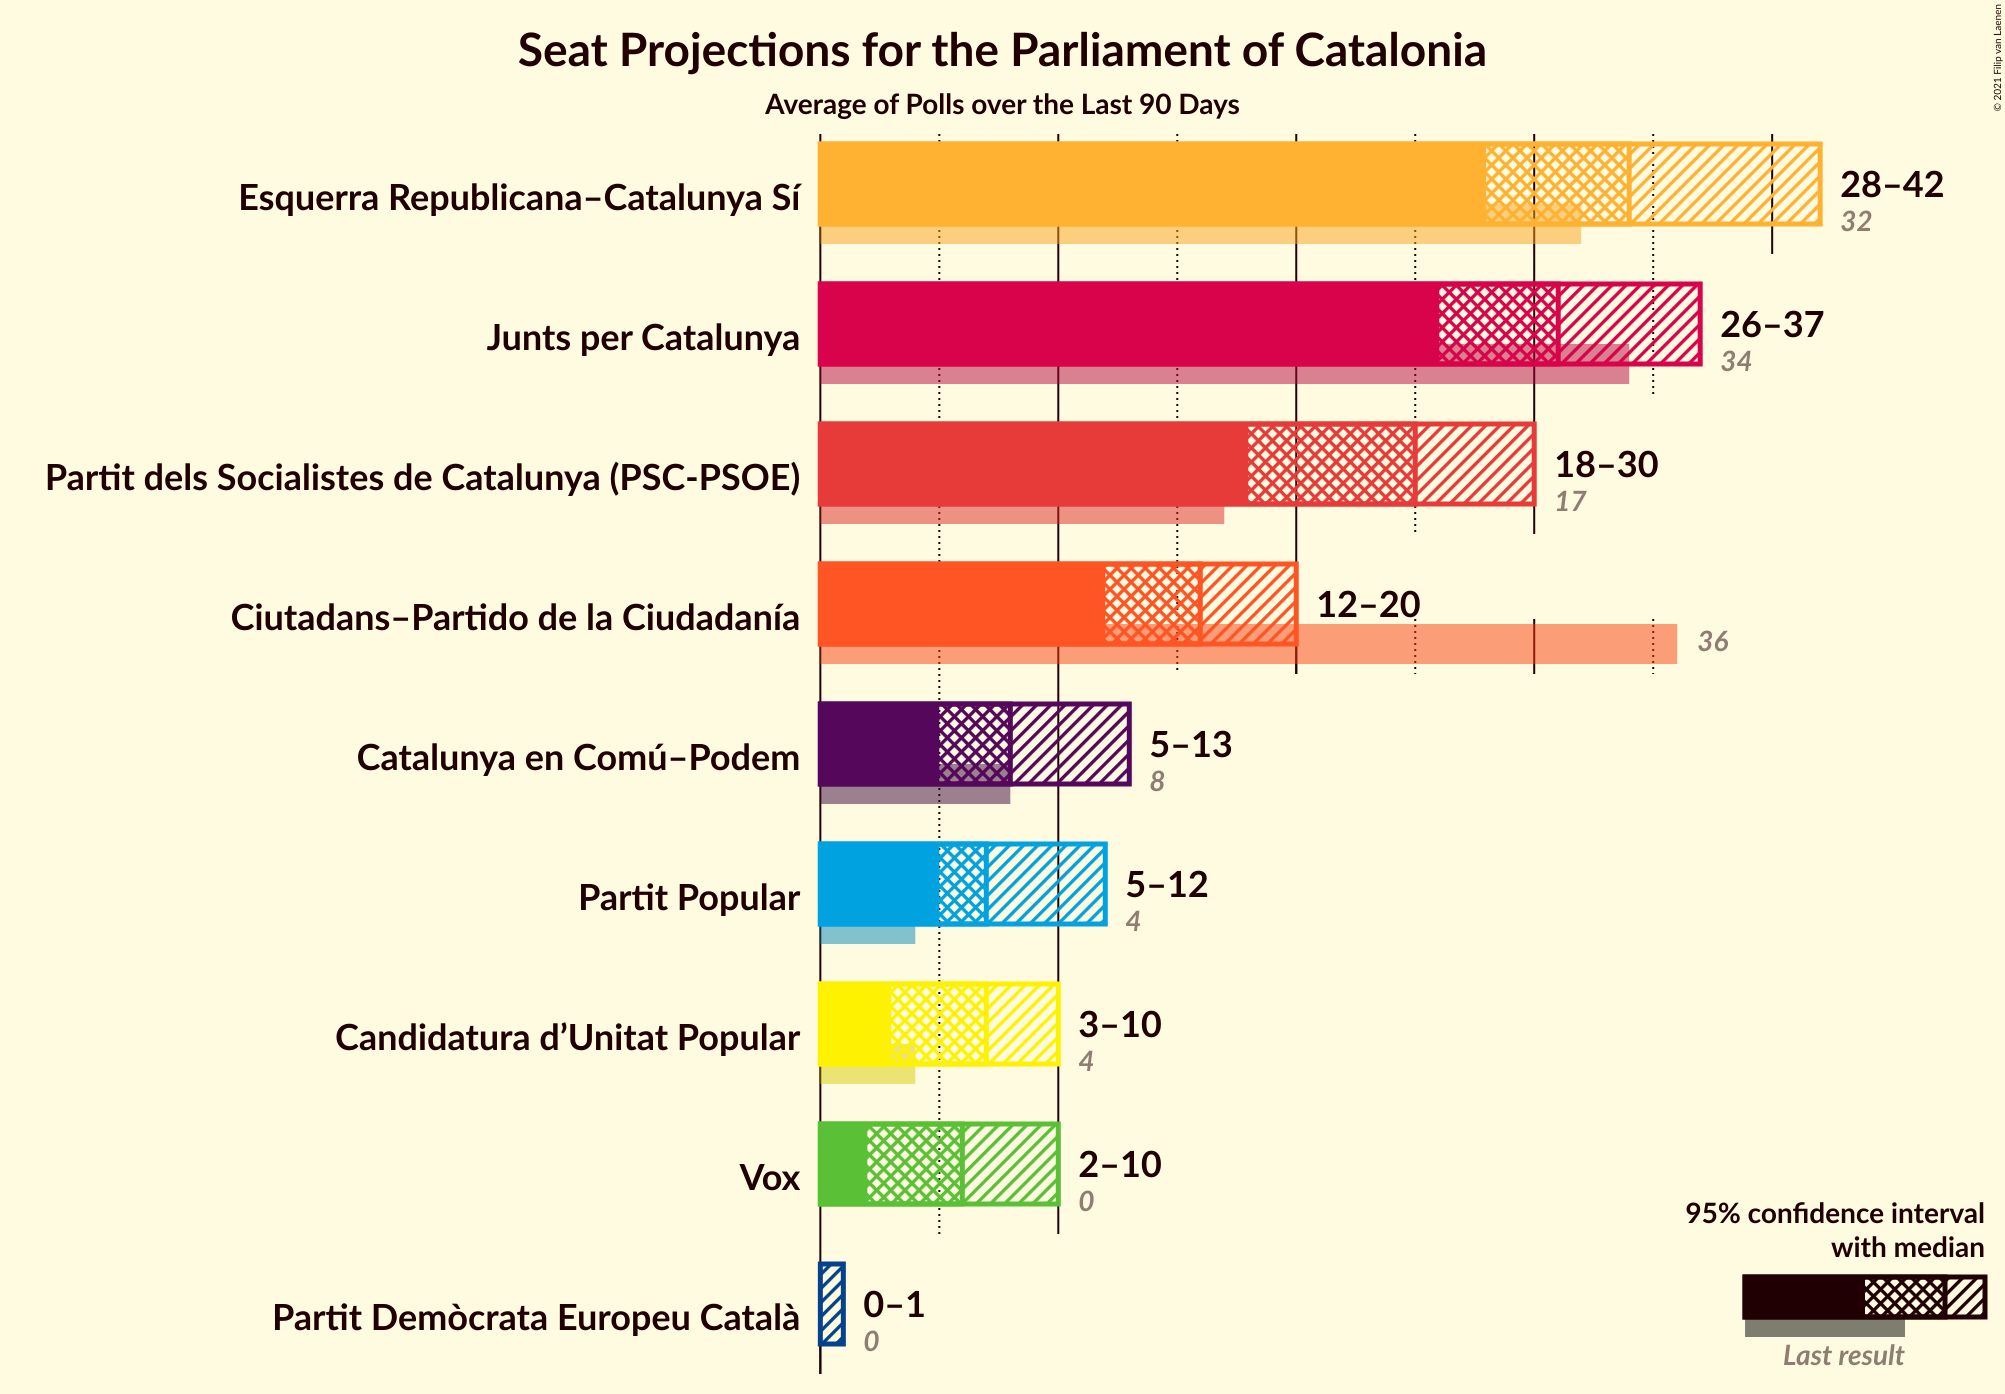 Seat Projections for the Parliament of Catalonia
Average of Polls over the Last 90 Days
© 2021 Filip van Laenen
Esquerra Republicana–Catalunya Sí
28–42
32
Junts per Catalunya
26–37
34
Partit dels Socialistes de Catalunya (PSC-PSOE)
18–30
17
Ciutadans–Partido de la Ciudadanía
12–20
36
Catalunya en Comú–Podem
5–13
8
Partit Popular
5–12
4
Candidatura d’Unitat Popular
3–10
4
Vox
2–10
0
Partit Demòcrata Europeu Català
0–1
0
95% confidence interval
with median
Last result